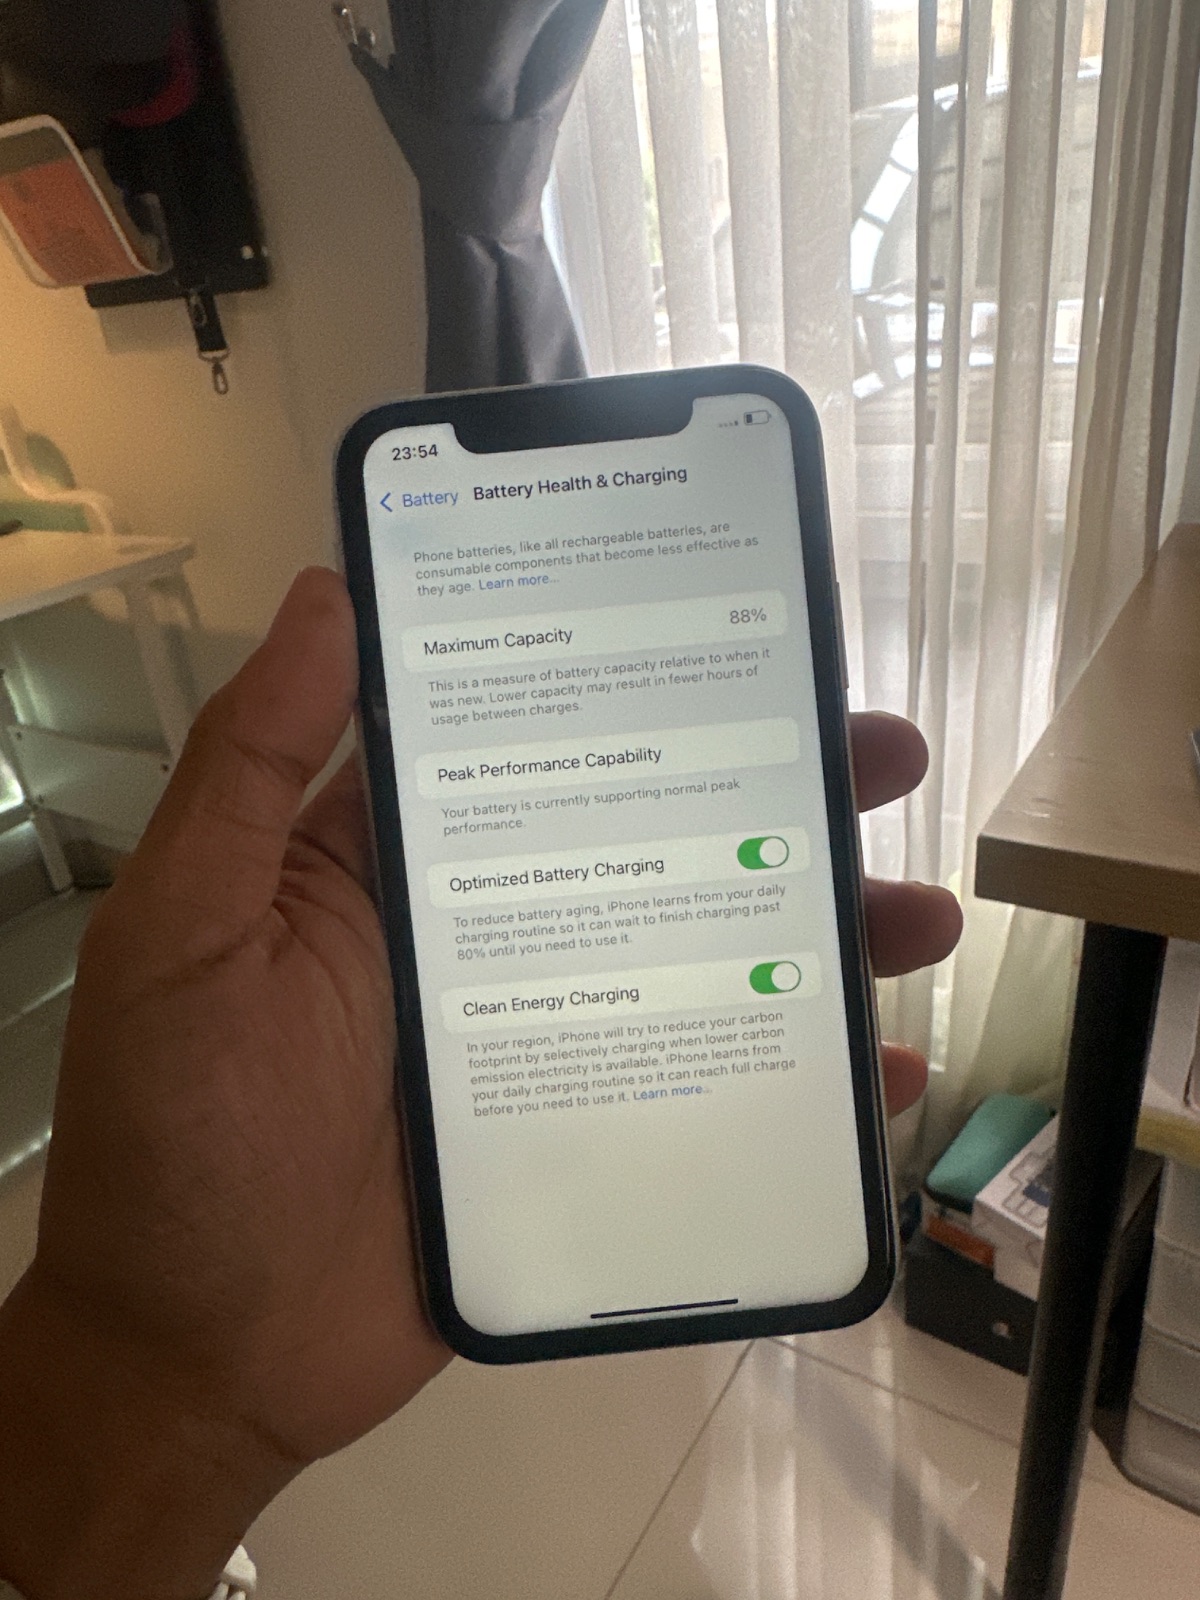 23:54
Battery Battery Health & Charging
Phone batteries, like all rechargeable batteries, are
consumable components that become less effective as
they age. Learn more...
Maximum Capacity 88%
This is a measure of battery capacity relative to when it
was new. Lower capacity may result in fewer hours of
usage between charges.
Peak Performance Capability
Your battery is currently supporting normal peak
performance.
Optimized Battery Charging
To reduce battery aging, iPhone learns from your daily
charging routine so it can wait to finish charging past
80% until you need to use it.
Clean Energy Charging
In your region, iPhone will try to reduce your carbon
footprint by selectively charging when lower carbon
emission electricity is available. iPhone learns from
your daily charging routine so it can reach full charge
before you need to use it. Learn more...